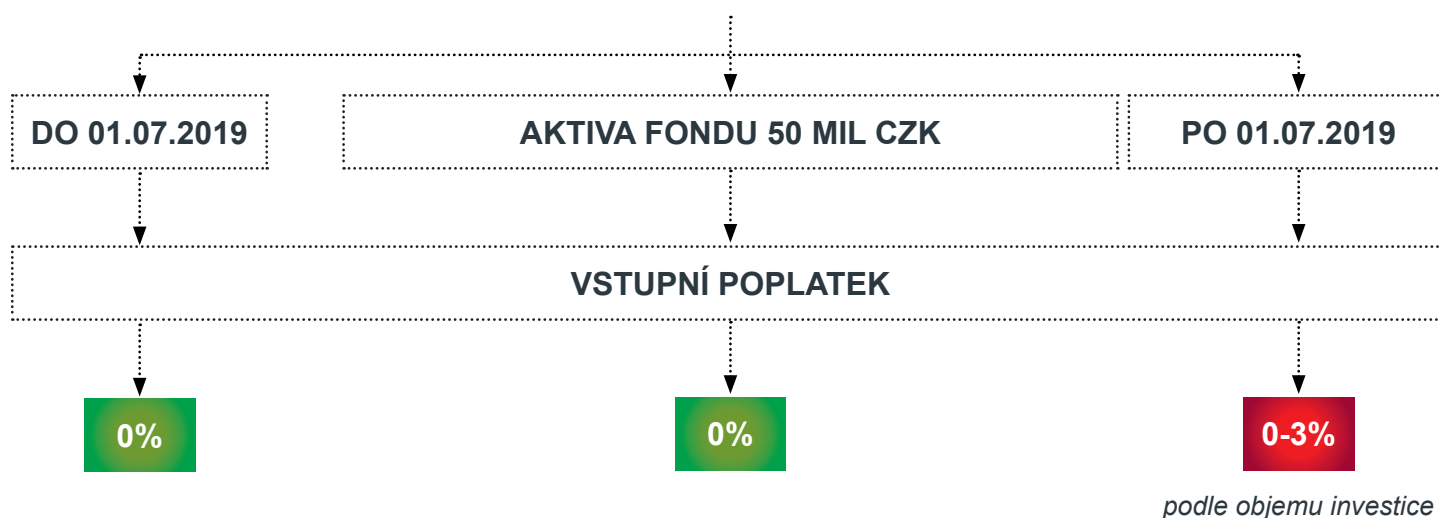 DO 01.07.2019
AKTIVA FONDU 50 MIL CZK
PO 01.07.2019
VSTUPNÍ POPLATEK
0%
0%
0-3%
podle objemu investice